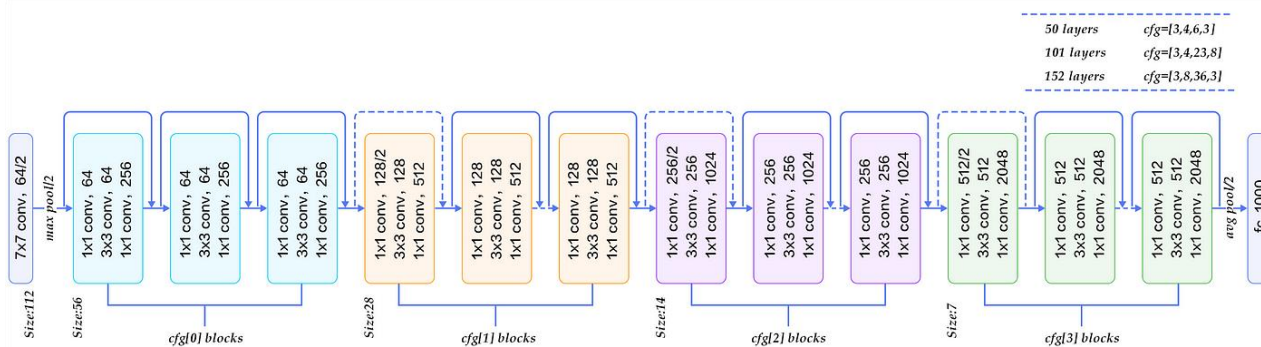 50 layers cfg=[3,4,6,3]
101 layers cfg=[3,4,23,8]
152 layers cfg=[3,8,36,3]
7x7 conv, 64/2
max pool/2
1x1 conv, 64
3x3 conv, 64
1x1 conv, 256
1x1 conv, 64
3x3 conv, 64
1x1 conv, 256
1x1 conv, 64
3x3 conv, 64
1x1 conv, 256
1x1 conv, 128/2
3x3 conv, 128
1x1 conv, 512
1x1 conv, 128
3x3 conv, 128
1x1 conv, 512
1x1 conv, 128
3x3 conv, 128
1x1 conv, 512
1x1 conv, 256/2
3x3 conv, 256
1x1 conv, 1024
1x1 conv, 256
3x3 conv, 256
1x1 conv, 1024
1x1 conv, 256
3x3 conv, 256
1x1 conv, 1024
1x1 conv, 512/2
3x3 conv, 512
1x1 conv, 2048
1x1 conv, 512
3x3 conv, 512
1x1 conv, 2048
1x1 conv, 512
3x3 conv, 512
1x1 conv, 2048
avg pool/2
Size:112
Size:56
cfg[0] blocks
Size:28
cfg[1] blocks
Size:14
cfg[2] blocks
Size:7
cfg[3] blocks